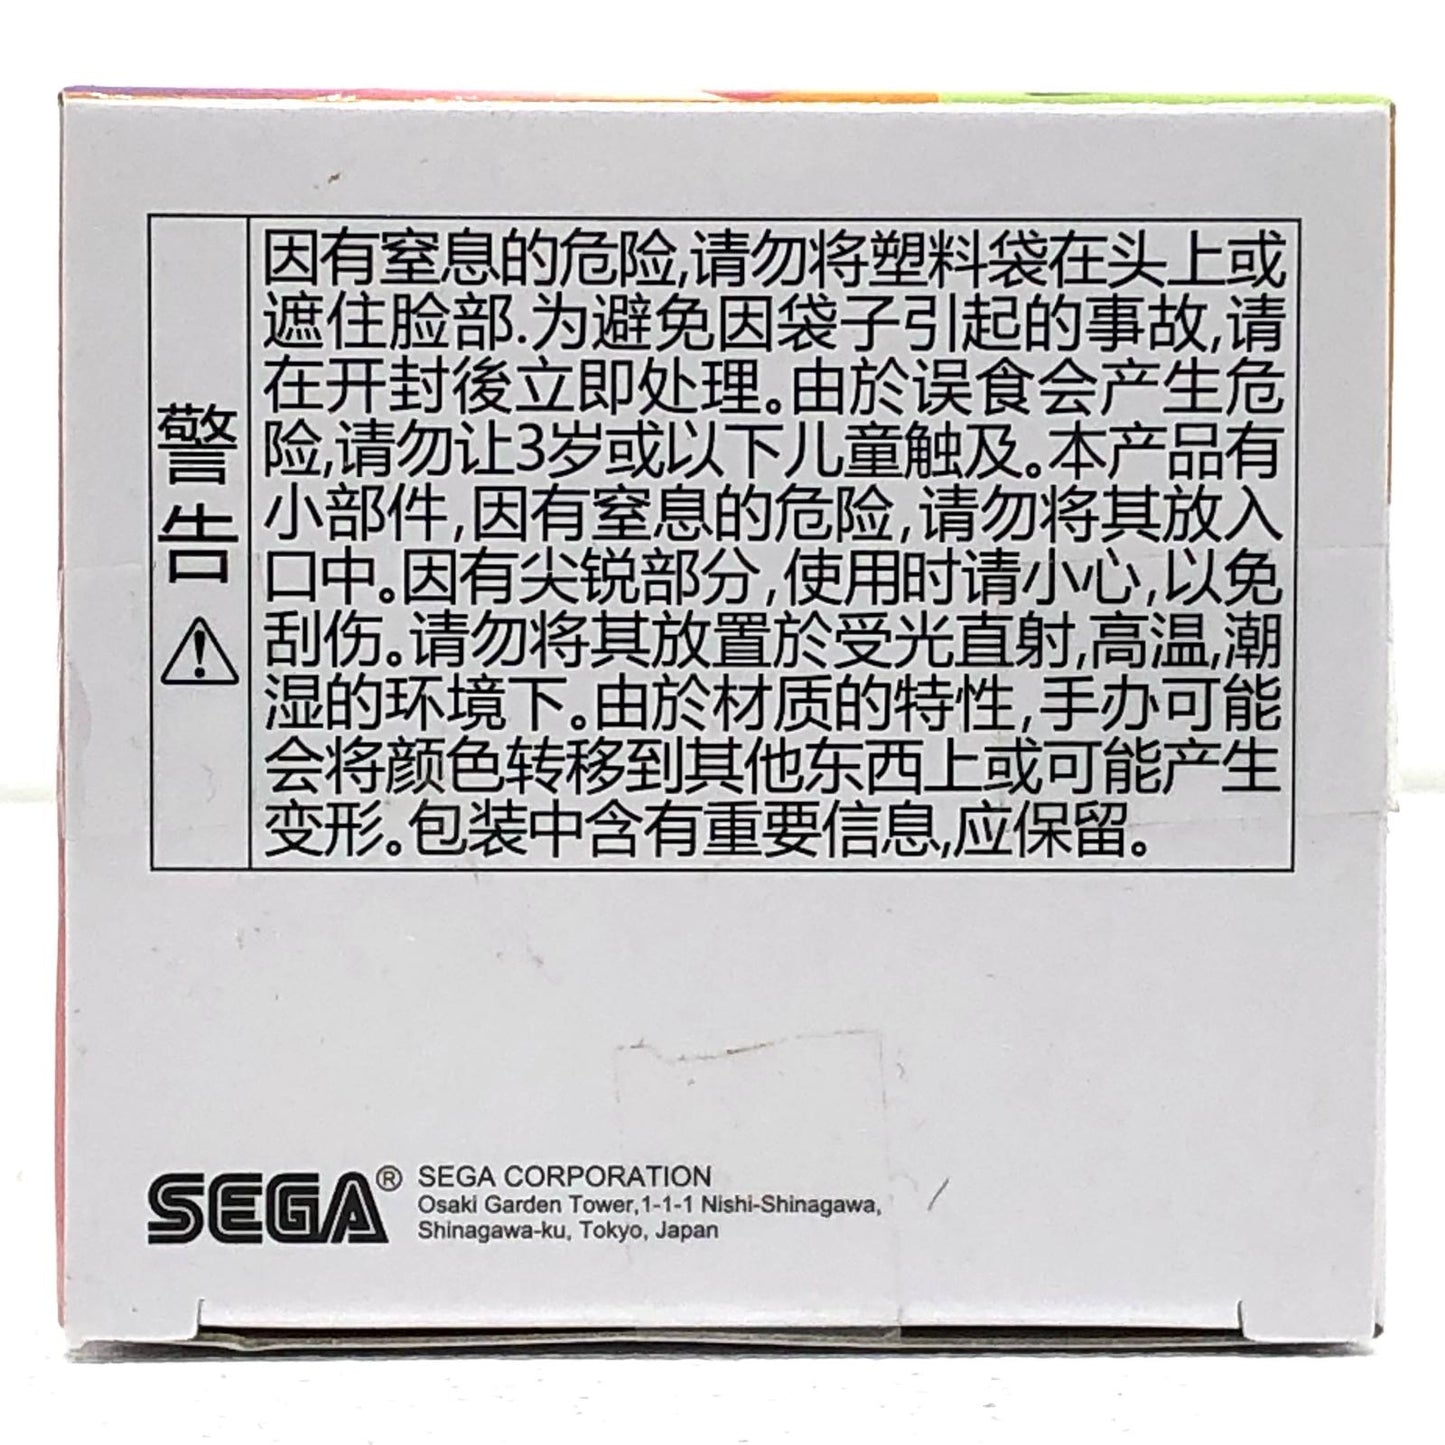 警告
因有窒息的危险,请勿将塑料袋在头上或
遮住脸部.为避免因袋子引起的事故,请
在开封後立即处理。由於误食会产生危
险,请勿让3岁或以下儿童触及。本产品有
小部件,因有窒息的危险,请勿将其放入
口中。因有尖锐部分,使用时请小心,以免
刮伤。请勿将其放置於受光直射,高温,潮
湿的环境下。由於材质的特性,手办可能
会将颜色转移到其他东西上或可能产生
变形。包装中含有重要信息,应保留。
SEGA® SEGA CORPORATION
Osaki Garden Tower,1-1-1 Nishi-Shinagawa,
Shinagawa-ku, Tokyo, Japan